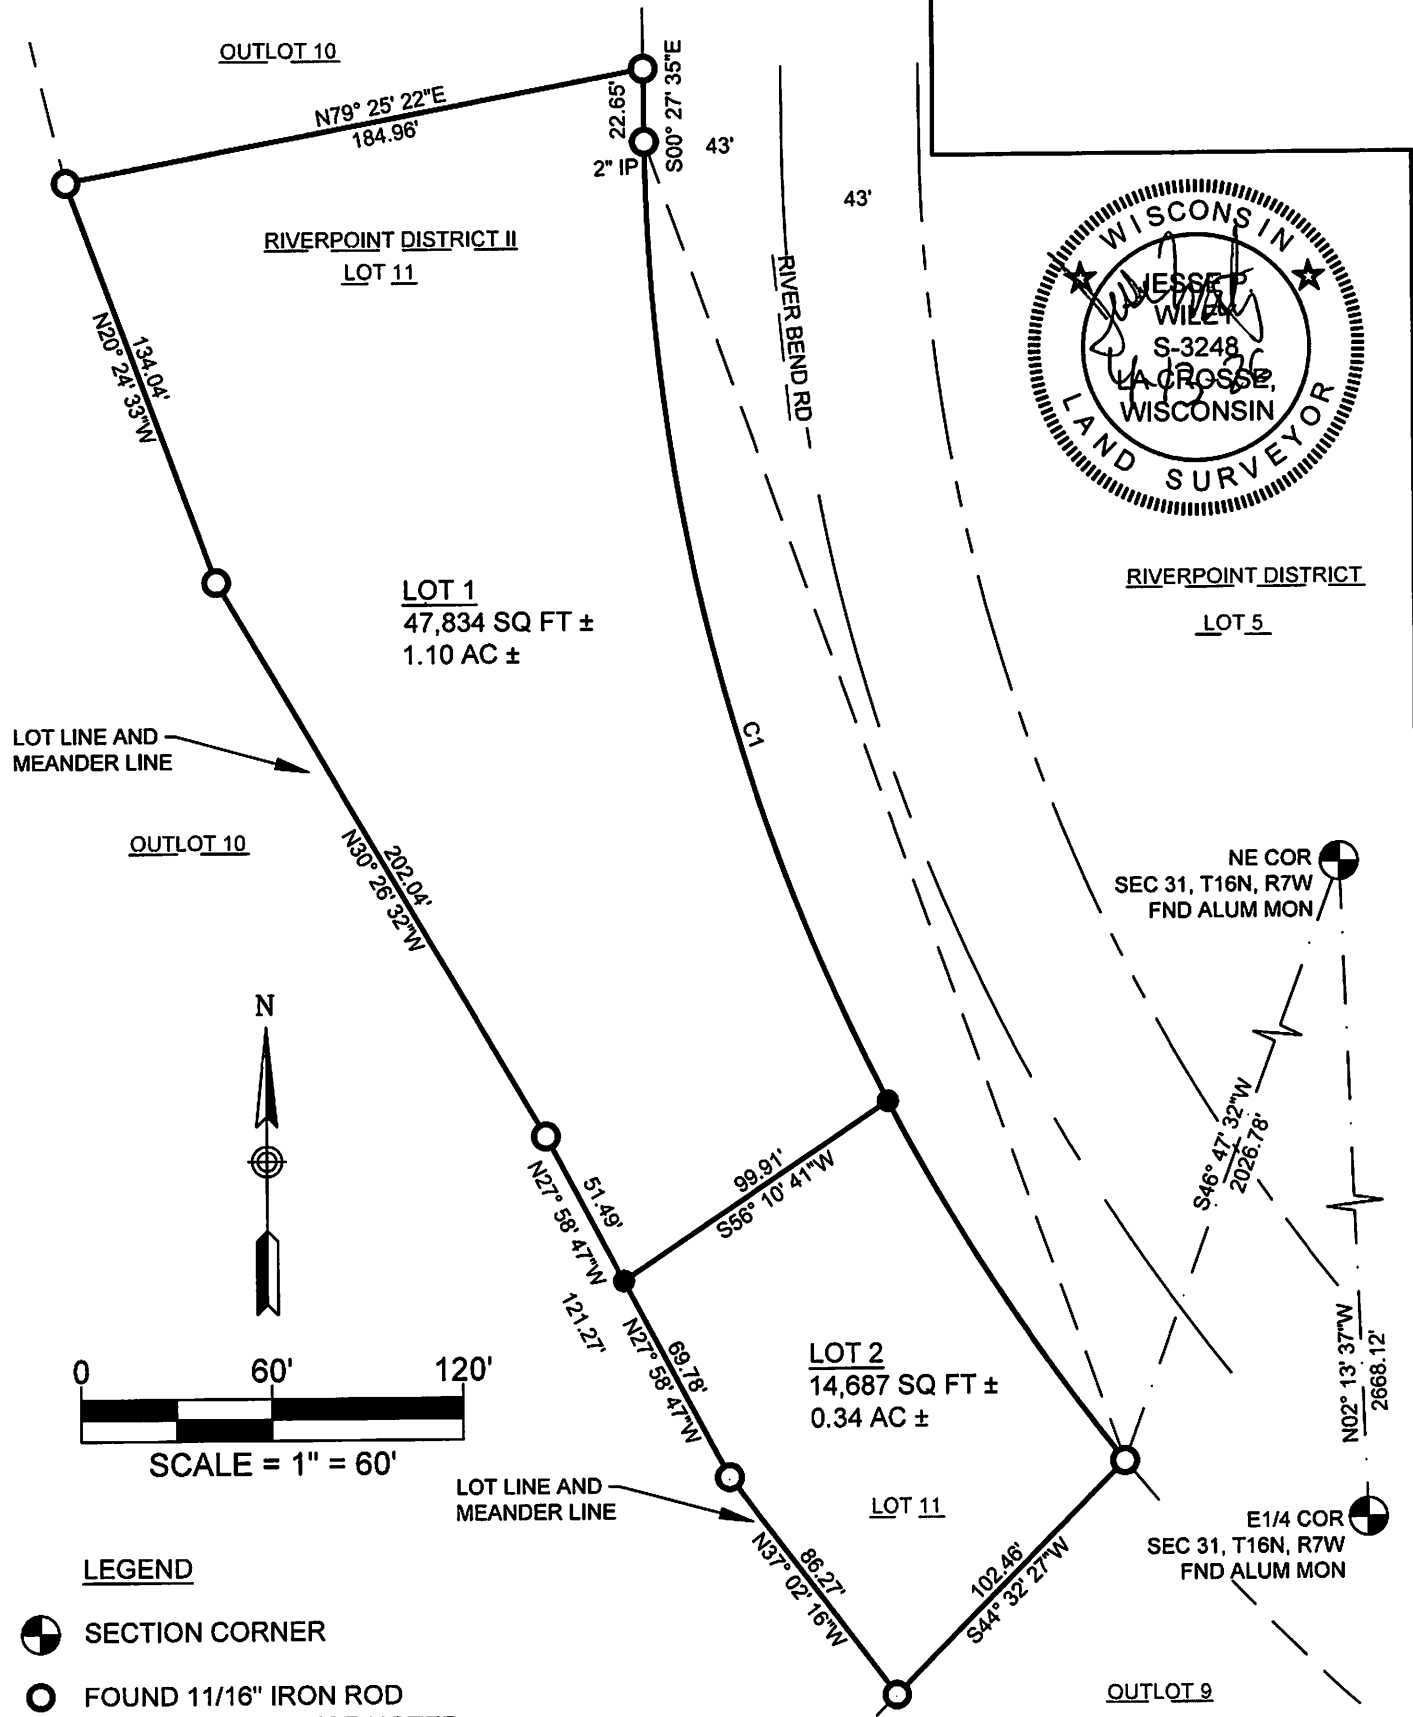 OUTLOT 10
N79° 25' 22"E
184.96'
22.65'
S00° 27' 35"E
2" IP
43'
43'
RIVERPOINT DISTRICT II
LOT 11
RIVER BEND RD
WISCONSIN
JESSE P.
WILEY
S-3248
LA CROSSE,
WISCONSIN
LAND SURVEYOR
134.04'
N20° 24' 33"W
RIVERPOINT DISTRICT
LOT 5
LOT 1
47,834 SQ FT ±
1.10 AC ±
C1
LOT LINE AND
MEANDER LINE
OUTLOT 10
202.04'
N30° 26' 32"W
NE COR
SEC 31, T16N, R7W
FND ALUM MON
N
S46° 47' 32"W
2026.78'
51.49'
N27° 58' 47"W
99.91'
S56° 10' 41"W
121.27'
69.78'
N27° 58' 47"W
N02° 13' 37"W
2668.12'
0 60' 120'
SCALE = 1" = 60'
LOT 2
14,687 SQ FT ±
0.34 AC ±
LOT LINE AND
MEANDER LINE
LOT 11
86.27'
N37° 02' 16"W
102.46'
S44° 32' 27"W
E1/4 COR
SEC 31, T16N, R7W
FND ALUM MON
LEGEND
SECTION CORNER
FOUND 11/16" IRON ROD
OUTLOT 9